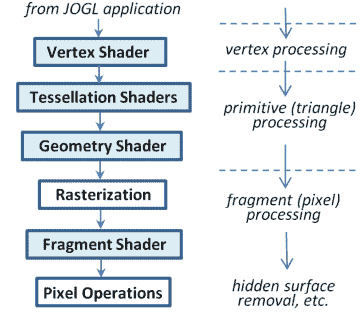 from JOGL application
Vertex Shader
Tessellation Shaders
Geometry Shader
Rasterization
Fragment Shader
Pixel Operations
vertex processing
primitive (triangle)
processing
fragment (pixel)
processing
hidden surface
removal, etc.